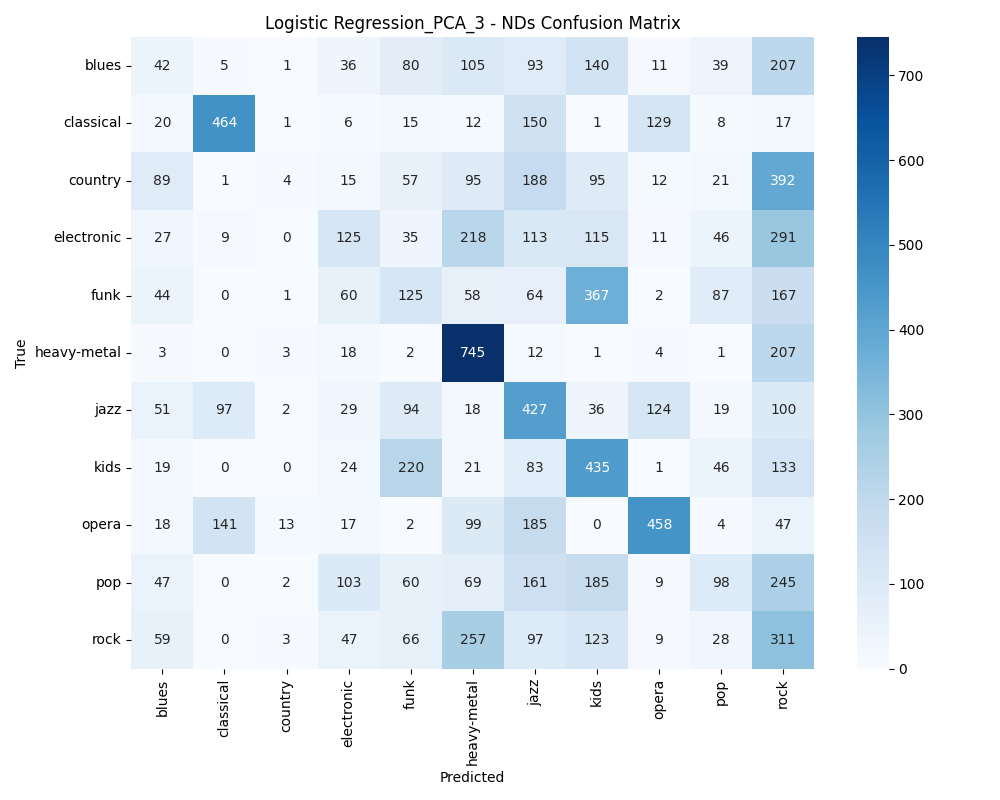 Logistic Regression_PCA_3 - NDs Confusion Matrix
True
blues 42 5 1 36 80 105 93 140 11 39 207
classical 20 464 1 6 15 12 150 1 129 8 17
country 89 1 4 15 57 95 188 95 12 21 392
electronic 27 9 0 125 35 218 113 115 11 46 291
funk 44 0 1 60 125 58 64 367 2 87 167
heavy-metal 3 0 3 18 2 745 12 1 4 1 207
jazz 51 97 2 29 94 18 427 36 124 19 100
kids 19 0 0 24 220 21 83 435 1 46 133
opera 18 141 13 17 2 99 185 0 458 4 47
pop 47 0 2 103 60 69 161 185 9 98 245
rock 59 0 3 47 66 257 97 123 9 28 311
blues classical country electronic funk heavy-metal jazz kids opera pop rock
Predicted
700
600
500
400
300
200
100
0